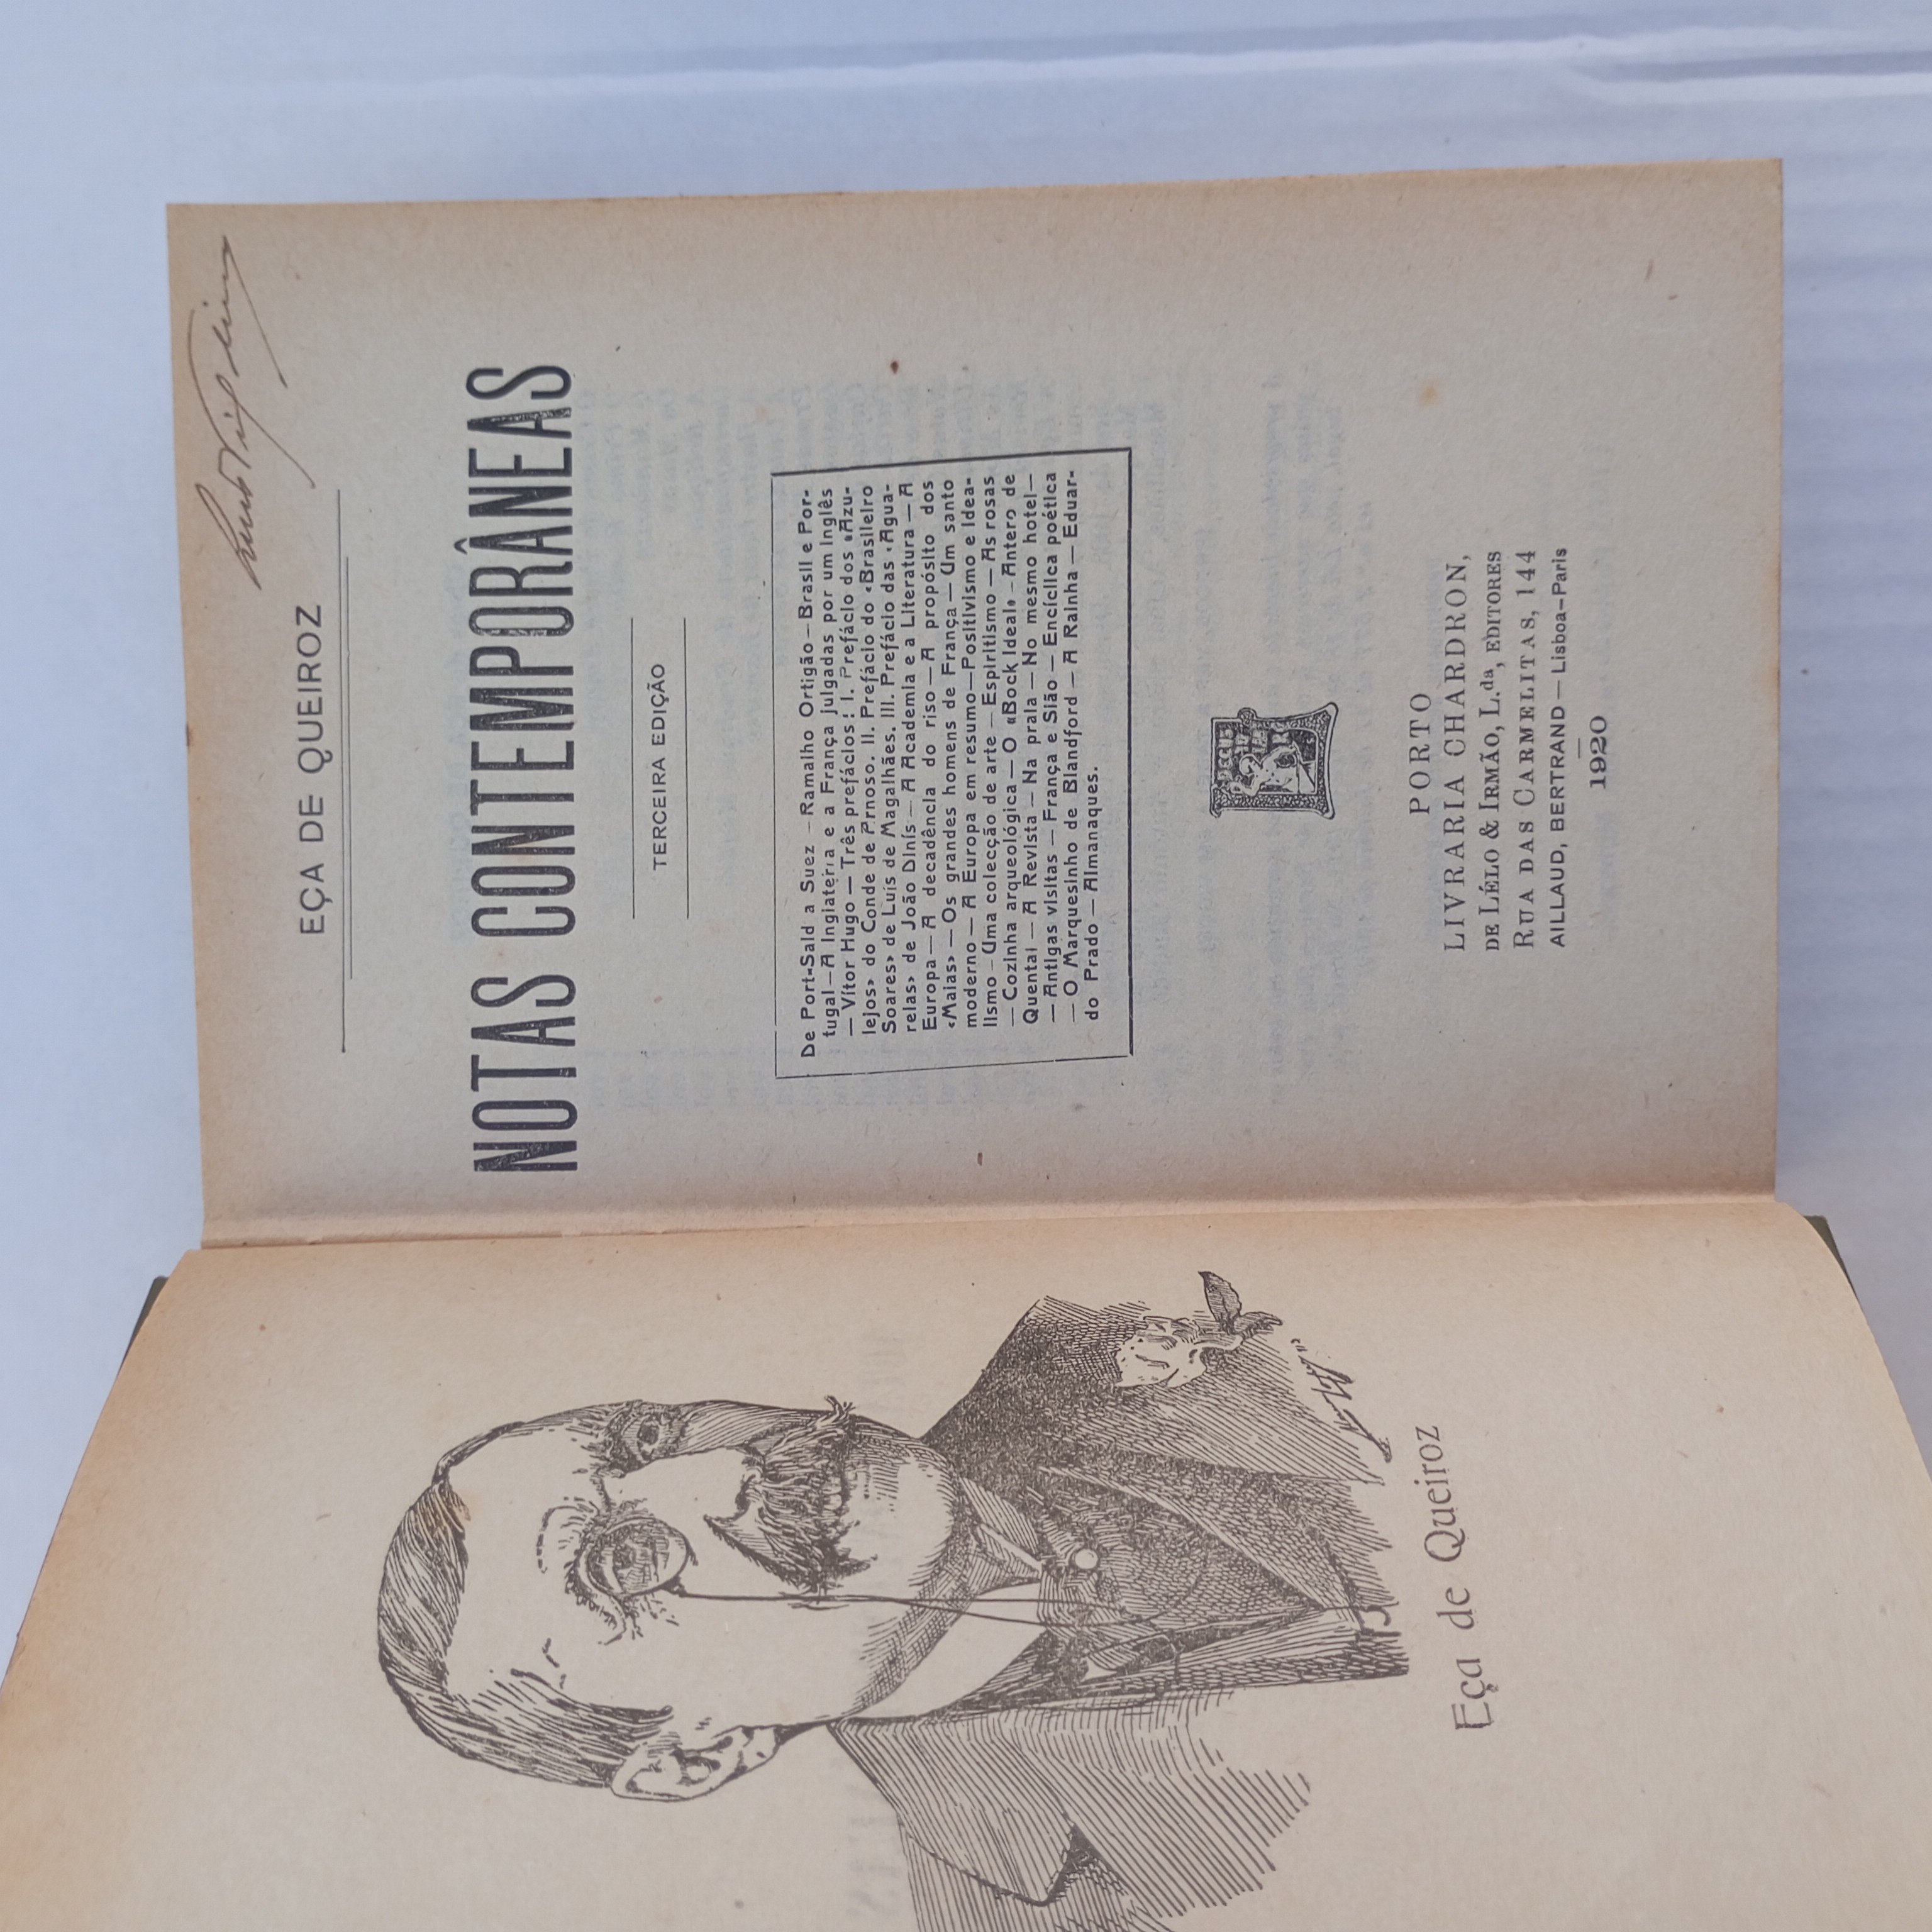 Eça de Queiroz
EÇA DE QUEIROZ
NOTAS CONTEMPORÂNEAS
TERCEIRA EDIÇÃO
De Port-Said a Suez – Ramalho Ortigão – Brasil e Por-
tugal – A Inglaterra e a França julgadas por um inglês
– Vítor Hugo – Três prefácios: I. Prefácio dos «Azu-
lejos» do Conde de Arnoso. II. Prefácio do «Brasileiro
Soares» de Luís de Magalhães. III. Prefácio das «Agua-
relas» de João Dinís – A Academia e a Literatura – A
Europa – A decadência do riso – A propósito dos
«Maias» – Os grandes homens de França – Um santo
moderno – A Europa em resumo – Positivismo e Idea-
lismo – Uma colecção de arte – Espiritismo – As rosas
– Cozinha arqueológica – O «Bock Ideal» – Antero de
Quental – A Revista – Na praia – No mesmo hotel –
– Antigas visitas – França e Sião – Encíclica poética
– O Marquesinho de Blandford – A Rainha – Eduar-
do Prado – Almanaques.
DECUS IN LABORE
PORTO
LIVRARIA CHARDRON,
DE LÉLO & IRMÃO, L.da, EDITORES
RUA DAS CARMELITAS, 144
AILLAUD, BERTRAND – Lisboa-Paris
1920